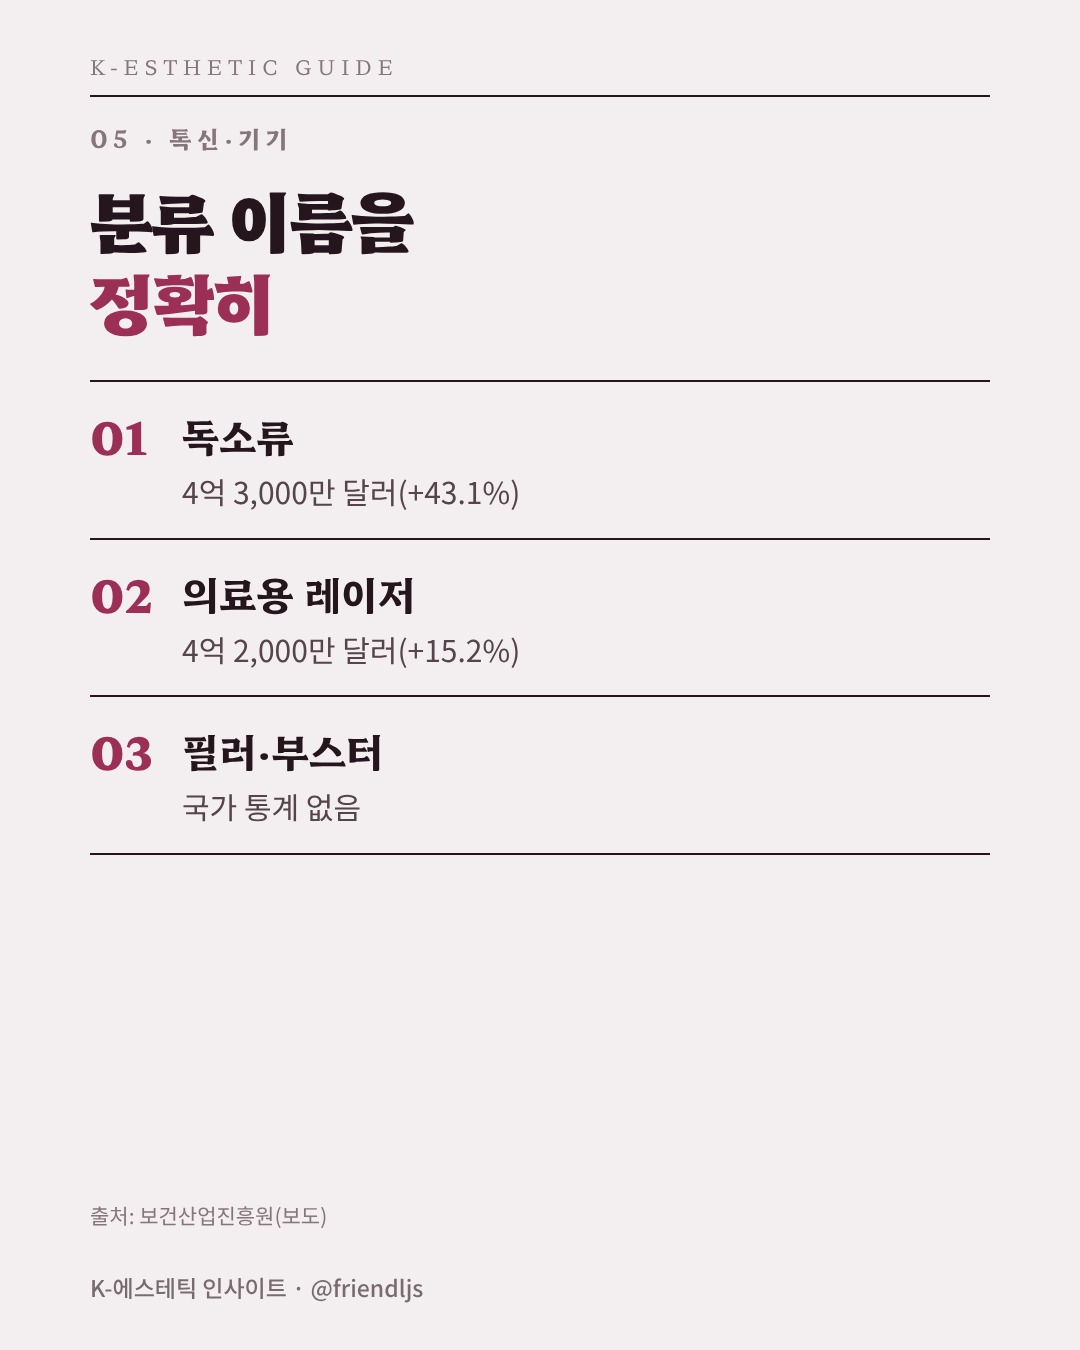 K-ESTHETIC GUIDE
05 · 톡신·기기
분류 이름을
정확히
01 독소류
4억 3,000만 달러(+43.1%)
02 의료용 레이저
4억 2,000만 달러(+15.2%)
03 필러·부스터
국가 통계 없음
출처: 보건산업진흥원(보도)
K-에스테틱 인사이트 · @friendljs